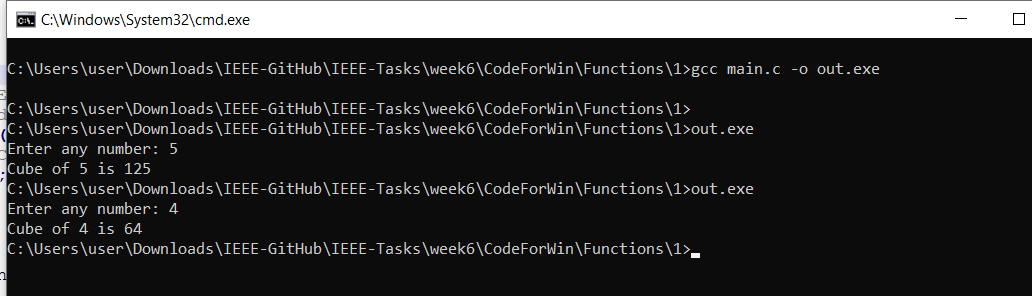 C:\Windows\System32\cmd.exe
C:\Users\user\Downloads\IEEE-GitHub\IEEE-Tasks\week6\CodeForWin\Functions\1>gcc main.c -o out.exe
C:\Users\user\Downloads\IEEE-GitHub\IEEE-Tasks\week6\CodeForWin\Functions\1>
C:\Users\user\Downloads\IEEE-GitHub\IEEE-Tasks\week6\CodeForWin\Functions\1>out.exe
Enter any number: 5
Cube of 5 is 125
C:\Users\user\Downloads\IEEE-GitHub\IEEE-Tasks\week6\CodeForWin\Functions\1>out.exe
Enter any number: 4
Cube of 4 is 64
C:\Users\user\Downloads\IEEE-GitHub\IEEE-Tasks\week6\CodeForWin\Functions\1>